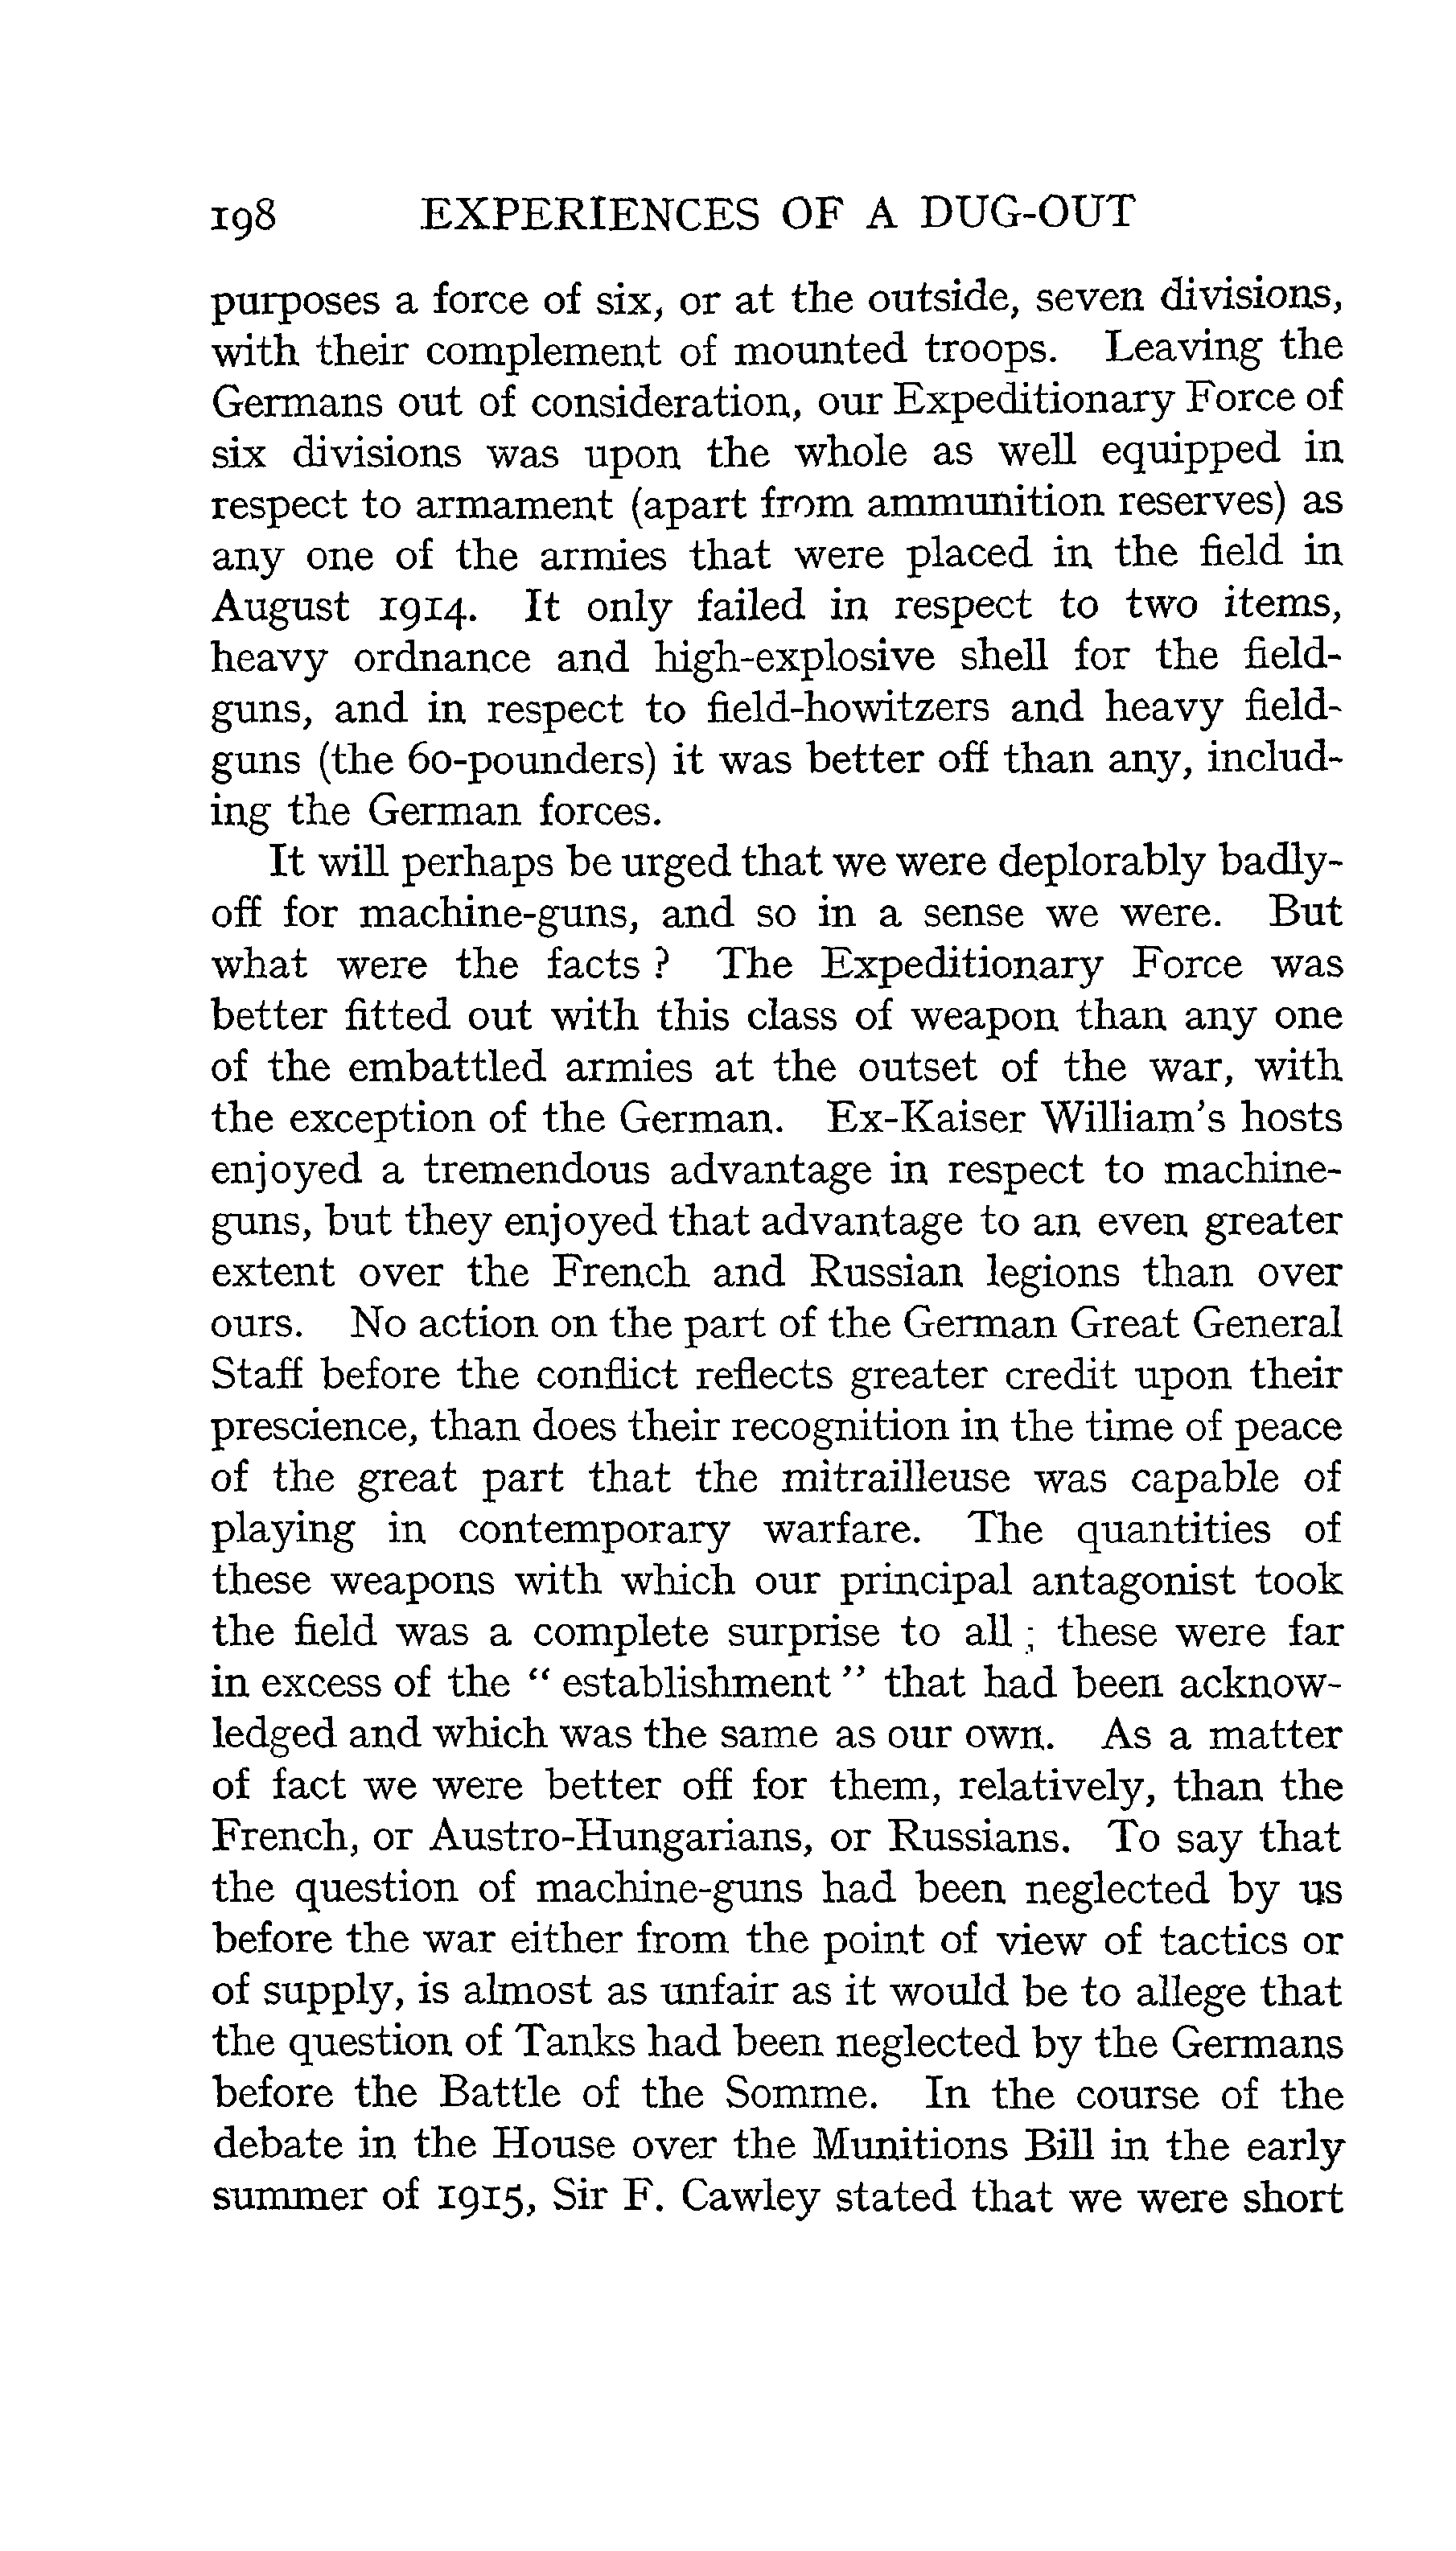 198 EXPERIENCES OF A DUG-OUT
purposes a force of six, or at the outside, seven divisions,
with their complement of mounted troops. Leaving the
Germans out of consideration, our Expeditionary Force of
six divisions was upon the whole as well equipped in
respect to armament (apart from ammunition reserves) as
any one of the armies that were placed in the field in
August 1914. It only failed in respect to two items,
heavy ordnance and high-explosive shell for the field-
guns, and in respect to field-howitzers and heavy field-
guns (the 60-pounders) it was better off than any, includ-
ing the German forces.
It will perhaps be urged that we were deplorably badly-
off for machine-guns, and so in a sense we were. But
what were the facts ? The Expeditionary Force was
better fitted out with this class of weapon than any one
of the embattled armies at the outset of the war, with
the exception of the German. Ex-Kaiser William's hosts
enjoyed a tremendous advantage in respect to machine-
guns, but they enjoyed that advantage to an even greater
extent over the French and Russian legions than over
ours. No action on the part of the German Great General
Staff before the conflict reflects greater credit upon their
prescience, than does their recognition in the time of peace
of the great part that the mitrailleuse was capable of
playing in contemporary warfare. The quantities of
these weapons with which our principal antagonist took
the field was a complete surprise to all ; these were far
in excess of the " establishment " that had been acknow-
ledged and which was the same as our own. As a matter
of fact we were better off for them, relatively, than the
French, or Austro-Hungarians, or Russians. To say that
the question of machine-guns had been neglected by us
before the war either from the point of view of tactics or
of supply, is almost as unfair as it would be to allege that
the question of Tanks had been neglected by the Germans
before the Battle of the Somme. In the course of the
debate in the House over the Munitions Bill in the early
summer of 1915, Sir F. Cawley stated that we were short